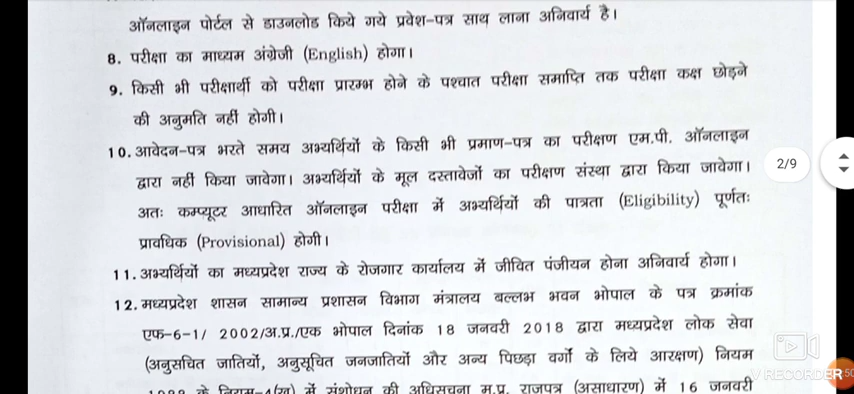 ऑनलाइन पोर्टल से डाउनलोड किये गये प्रवेश-पत्र साथ लाना अनिवार्य है।
8. परीक्षा का माध्यम अंग्रेजी (English) होगा।
9. किसी भी परीक्षार्थी को परीक्षा प्रारम्भ होने के पश्चात परीक्षा समाप्ति तक परीक्षा कक्ष छोड़ने
की अनुमति नहीं होगी।
10. आवेदन-पत्र भरते समय अभ्यर्थियों के किसी भी प्रमाण-पत्र का परीक्षण एम.पी. ऑनलाइन
द्वारा नहीं किया जावेगा। अभ्यर्थियों के मूल दस्तावेजों का परीक्षण संस्था द्वारा किया जावेगा।
2/9
अतः कम्प्यूटर आधारित ऑनलाइन परीक्षा में अभ्यर्थियों की पात्रता (Eligibility) पूर्णतः
प्रावधिक (Provisional) होगी।
11. अभ्यर्थियों का मध्यप्रदेश राज्य के रोजगार कार्यालय में जीवित पंजीयन होना अनिवार्य होगा।
12. मध्यप्रदेश शासन सामान्य प्रशासन विभाग मंत्रालय बल्लभ भवन भोपाल के पत्र क्रमांक
एफ-6-1/ 2002/अ.प्र./एक भोपाल दिनांक 18 जनवरी 2018 द्वारा मध्यप्रदेश लोक सेवा
(अनुसचित जातियों, अनुसूचित जनजातियों और अन्य पिछड़ा वर्गो के लिये आरक्षण) नियम
V RECORDER
के नियम-4(ख) में संशोधन की अधिसूचना म.प्र. राजपत्र (असाधारण) में 16 जनवरी